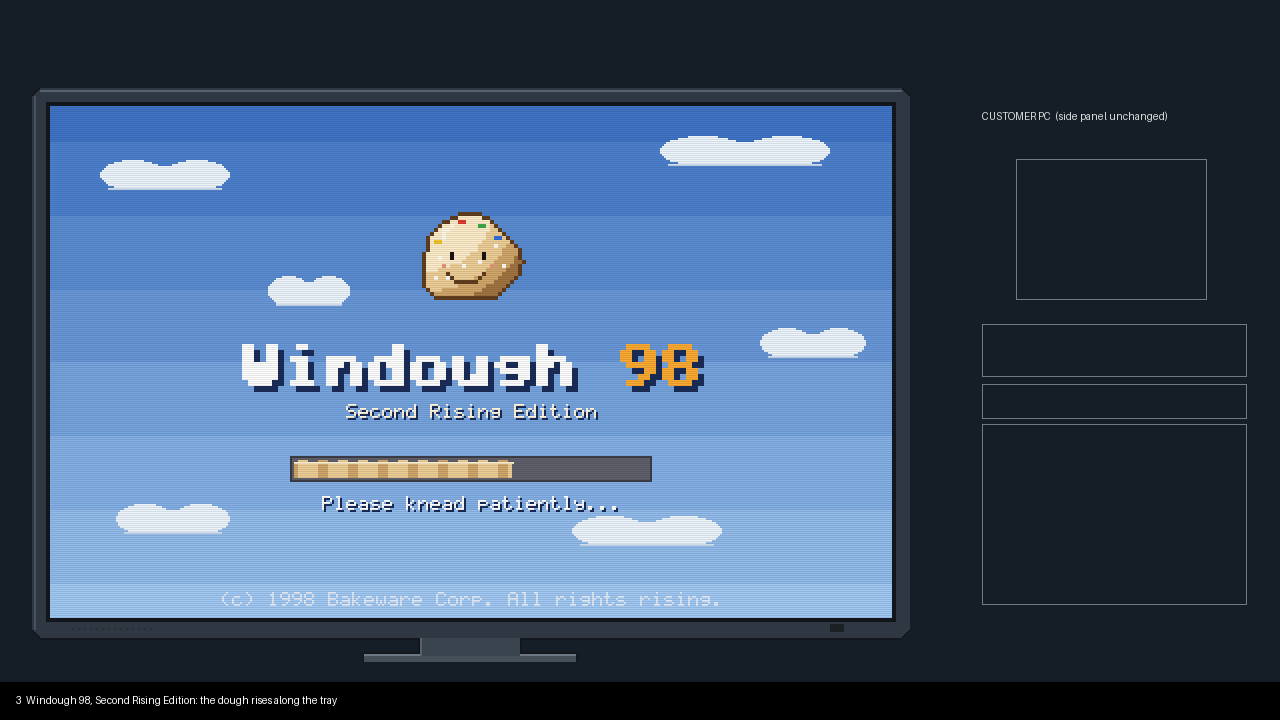 CUSTOMER PC (side panel unchanged)
Windough 98
Second Rising Edition
Please knead patiently...
(c) 1998 Bakeware Corp. All rights rising.
3 Windough 98, Second Rising Edition: the dough rises along the tray